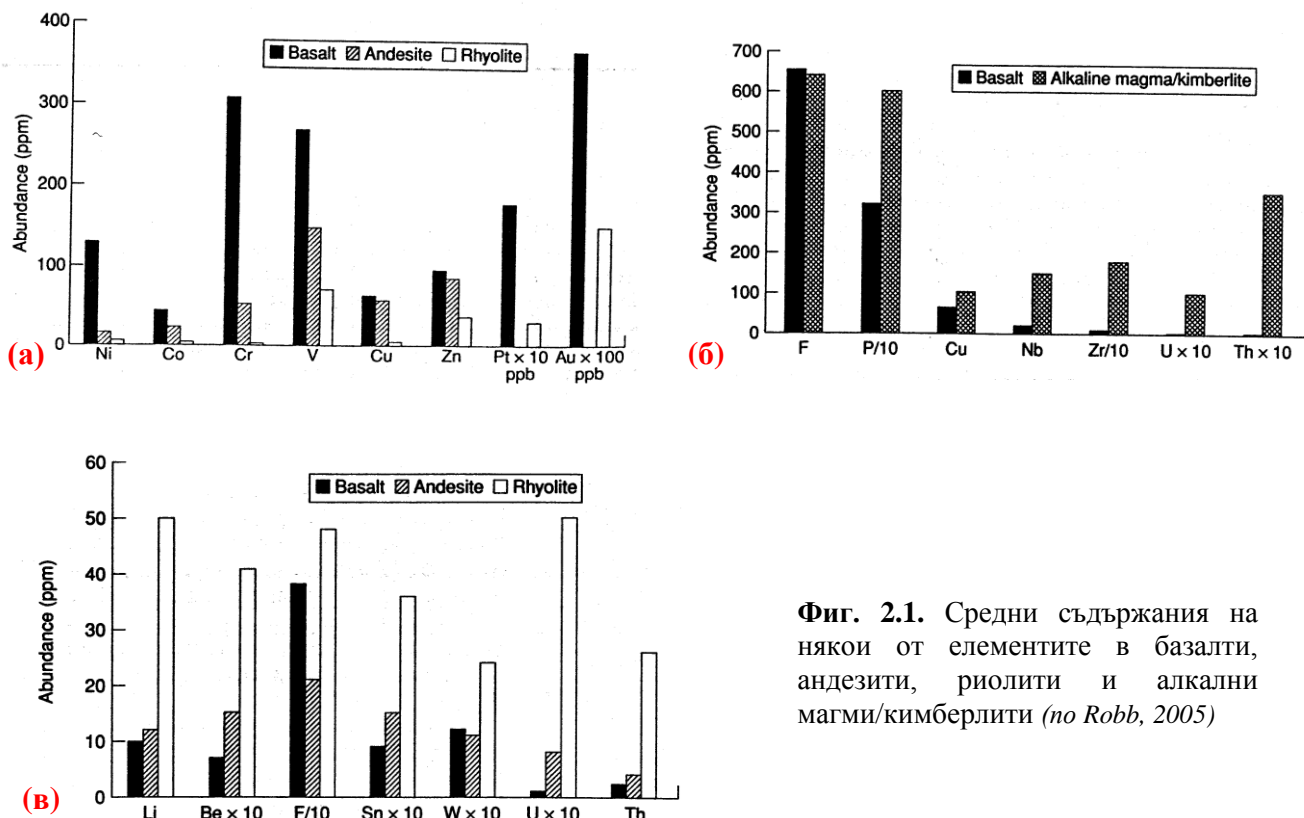 400
300
200
100
0
Abundance (ppm)
Basalt Andesite Rhyolite
Ni Co Cr V Cu Zn Pt × 10 Au × 100
ppb ppb
(а)
700
600
500
400
300
200
100
0
Abundance (ppm)
Basalt Alkaline magma/kimberlite
F P/10 Cu Nb Zr/10 U × 10 Th × 10
(б)
60
50
40
30
20
10
0
Abundance (ppm)
Basalt Andesite Rhyolite
Li Be × 10 F/10 Sn × 10 W × 10 U × 10 Th
(в)
Фиг. 2.1. Средни съдържания на
някои от елементите в базалти,
андезити, риолити и алкални
магми/кимберлити (по Robb, 2005)